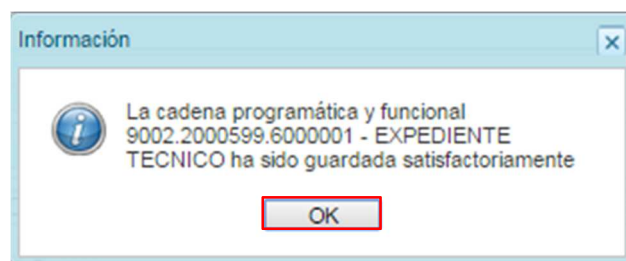 Información
La cadena programática y funcional
9002.2000599.6000001 - EXPEDIENTE
TECNICO ha sido guardada satisfactoriamente
OK